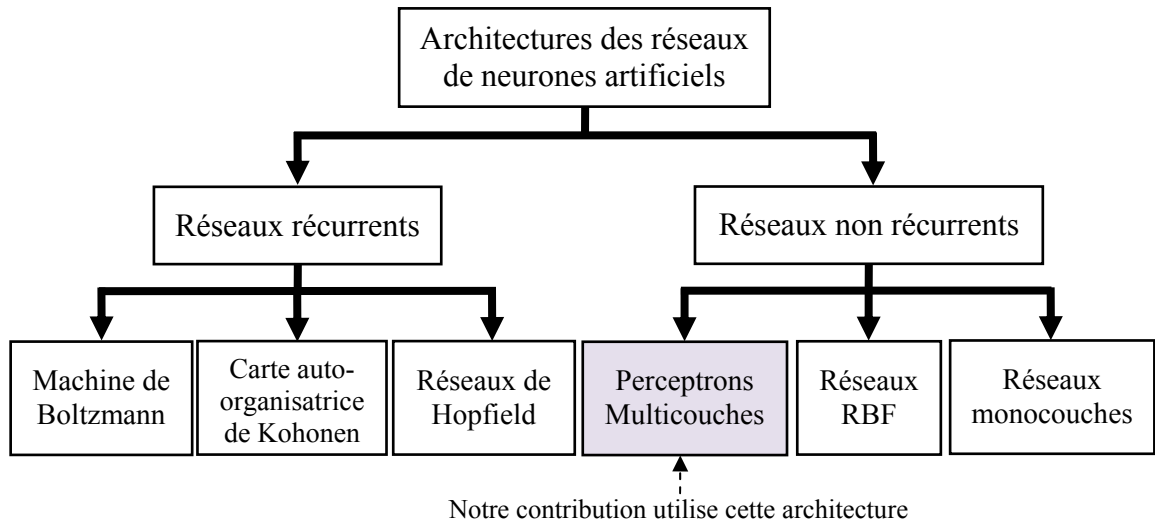 Architectures des réseaux
de neurones artificiels
Réseaux récurrents
Réseaux non récurrents
Machine de
Boltzmann
Carte auto-
organisatrice
de Kohonen
Réseaux de
Hopfield
Perceptrons
Multicouches
Réseaux
RBF
Réseaux
monocouches
Notre contribution utilise cette architecture